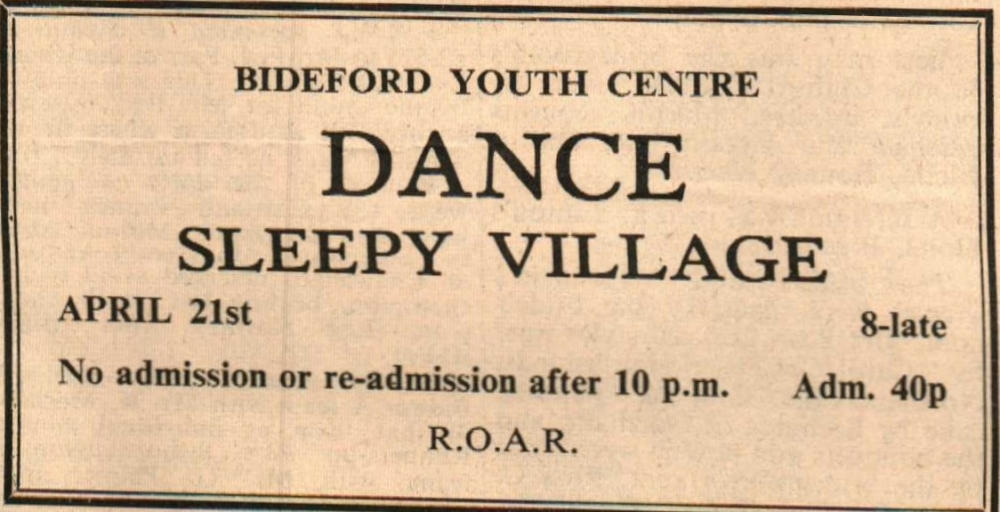 BIDEFORD YOUTH CENTRE
DANCE
SLEEPY VILLAGE
APRIL 21st 8-late
No admission or re-admission after 10 p.m. Adm. 40p
R.O.A.R.